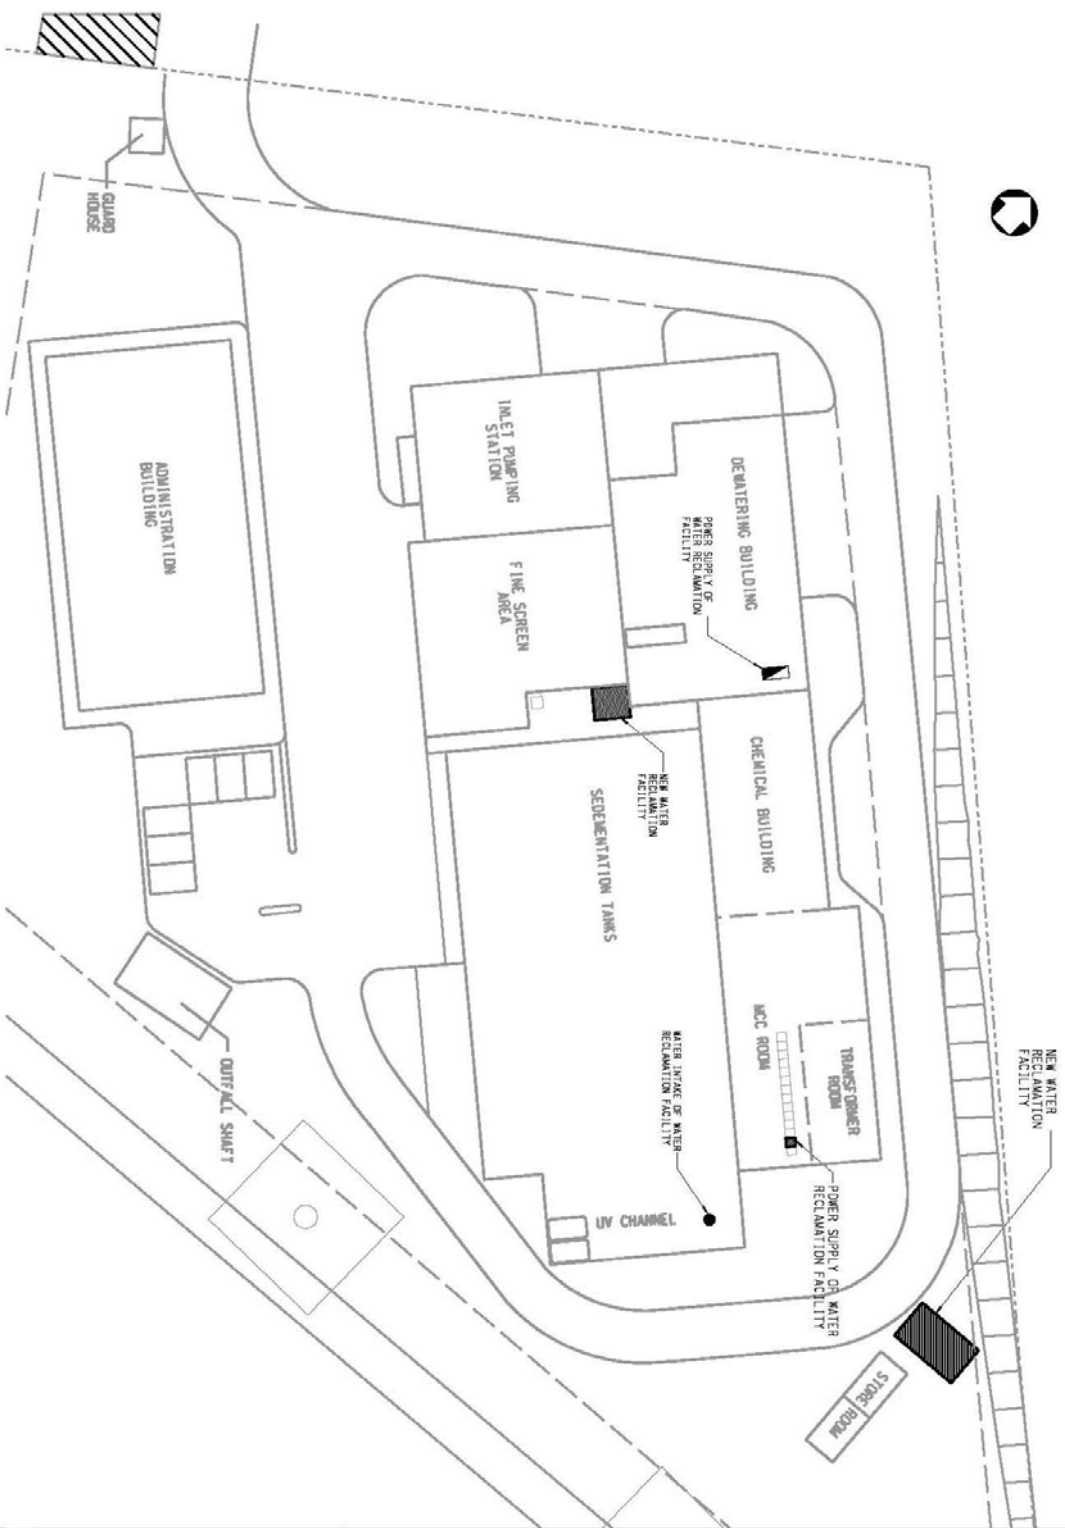 GUARD
HOUSE
ADMINISTRATION
BUILDING
INLET PUMPING
STATION
DEWATERING BUILDING
POWER SUPPLY OF
WATER RECLAMATION
FACILITY
FINE SCREEN
AREA
NEW WATER
RECLAMATION
FACILITY
CHEMICAL BUILDING
SEDEMENTATION TANKS
MCC ROOM
TRANSFORMER
ROOM
NEW WATER
RECLAMATION
FACILITY
WATER INTAKE OF WATER
RECLAMATION FACILITY
OUTFALL SHAFT
UV CHANNEL
POWER SUPPLY OF WATER
RECLAMATION FACILITY
STORE ROOM